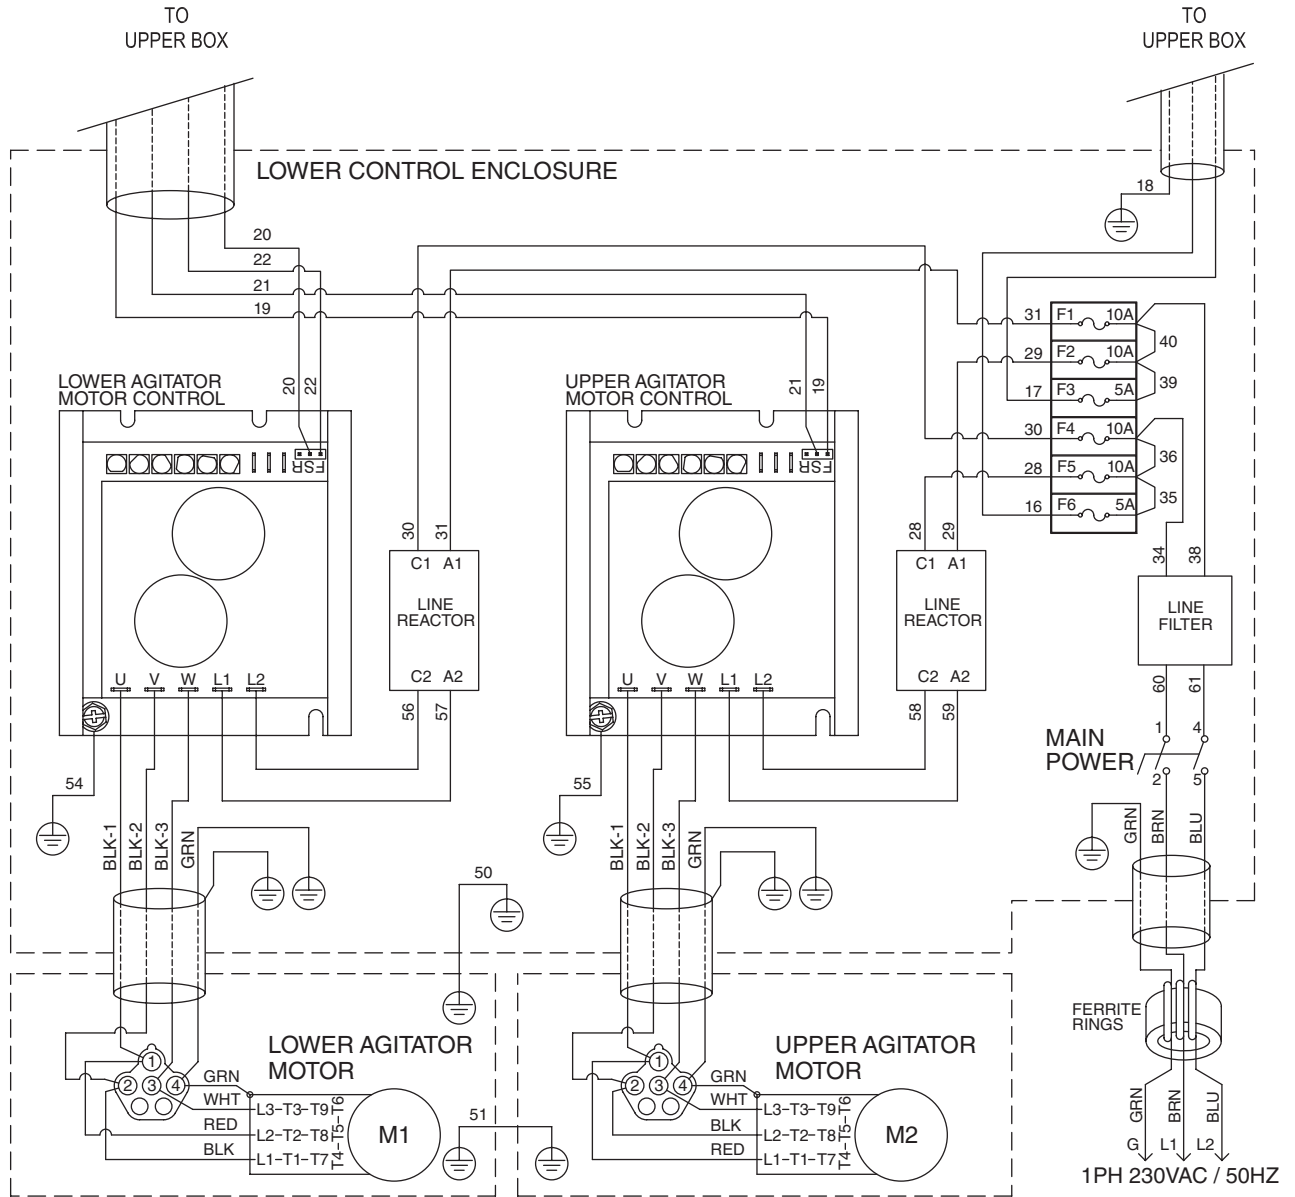 TO
UPPER BOX
TO
UPPER BOX
LOWER CONTROL ENCLOSURE
18
20
22
21
19
31 F1 10A
40
29 F2 10A
39
17 F3 5A
30 F4 10A
36
28 F5 10A
35
16 F6 5A
LOWER AGITATOR
MOTOR CONTROL
20
22
FSR
UPPER AGITATOR
MOTOR CONTROL
21
19
FSR
30
31
C1 A1
LINE
REACTOR
C2 A2
56
57
28
29
C1 A1
LINE
REACTOR
C2 A2
58
59
34
38
LINE
FILTER
60
61
U V W L1 L2
U V W L1 L2
1 4
MAIN
POWER
2 5
54
55
BLK-1
BLK-2
BLK-3
GRN
BLK-1
BLK-2
BLK-3
GRN
GRN
BRN
BLU
50
FERRITE
RINGS
LOWER AGITATOR
MOTOR
1
2 3 4
GRN
WHT
RED
BLK
L3-T3-T9
L2-T2-T8
L1-T1-T7
T4-T5-T6
M1
51
UPPER AGITATOR
MOTOR
1
2 3 4
GRN
WHT
BLK
RED
L3-T3-T9
L2-T2-T8
L1-T1-T7
T4-T5-T6
M2
GRN
BRN
BLU
G L1 L2
1PH 230VAC / 50HZ